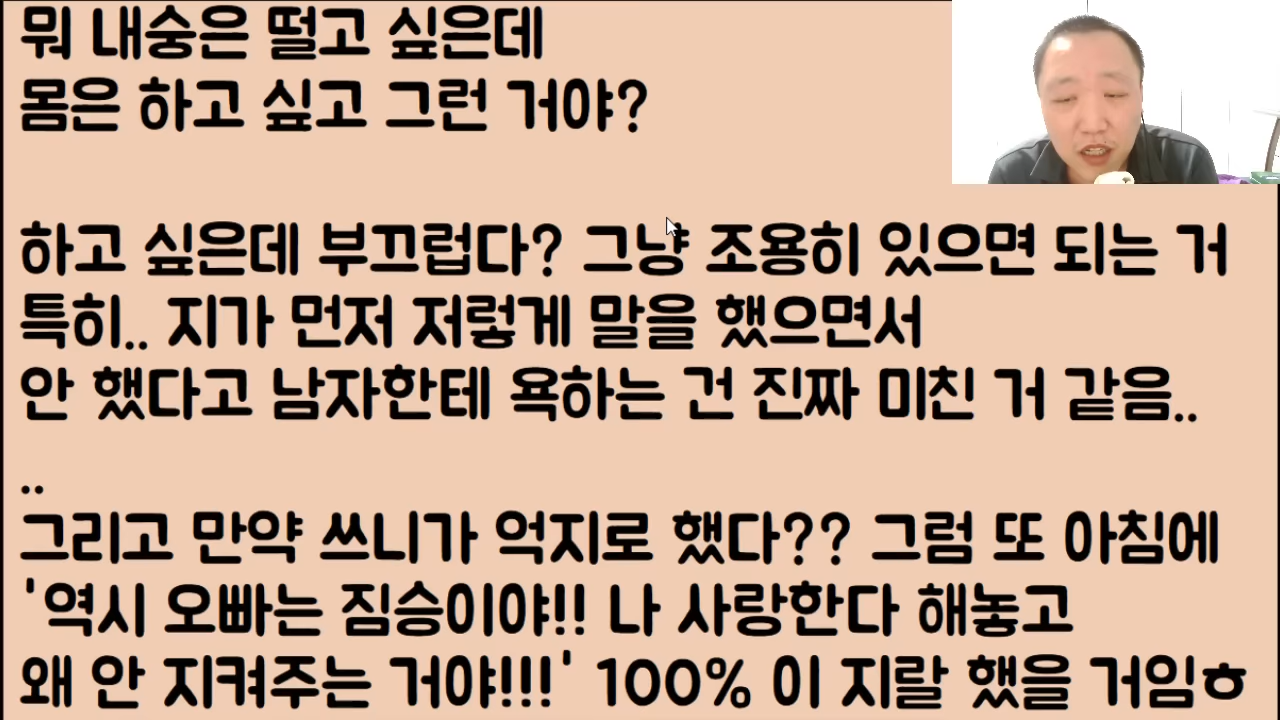 뭐 내숭은 떨고 싶은데
몸은 하고 싶고 그런 거야?
하고 싶은데 부끄럽다? 그냥 조용히 있으면 되는 거
특히.. 지가 먼저 저렇게 말을 했으면서
안 했다고 남자한테 욕하는 건 진짜 미친 거 같음..
..
그리고 만약 쓰니가 억지로 했다?? 그럼 또 아침에
'역시 오빠는 짐승이야!! 나 사랑한다 해놓고
왜 안 지켜주는 거야!!!' 100% 이 지랄 했을 거임ㅎ